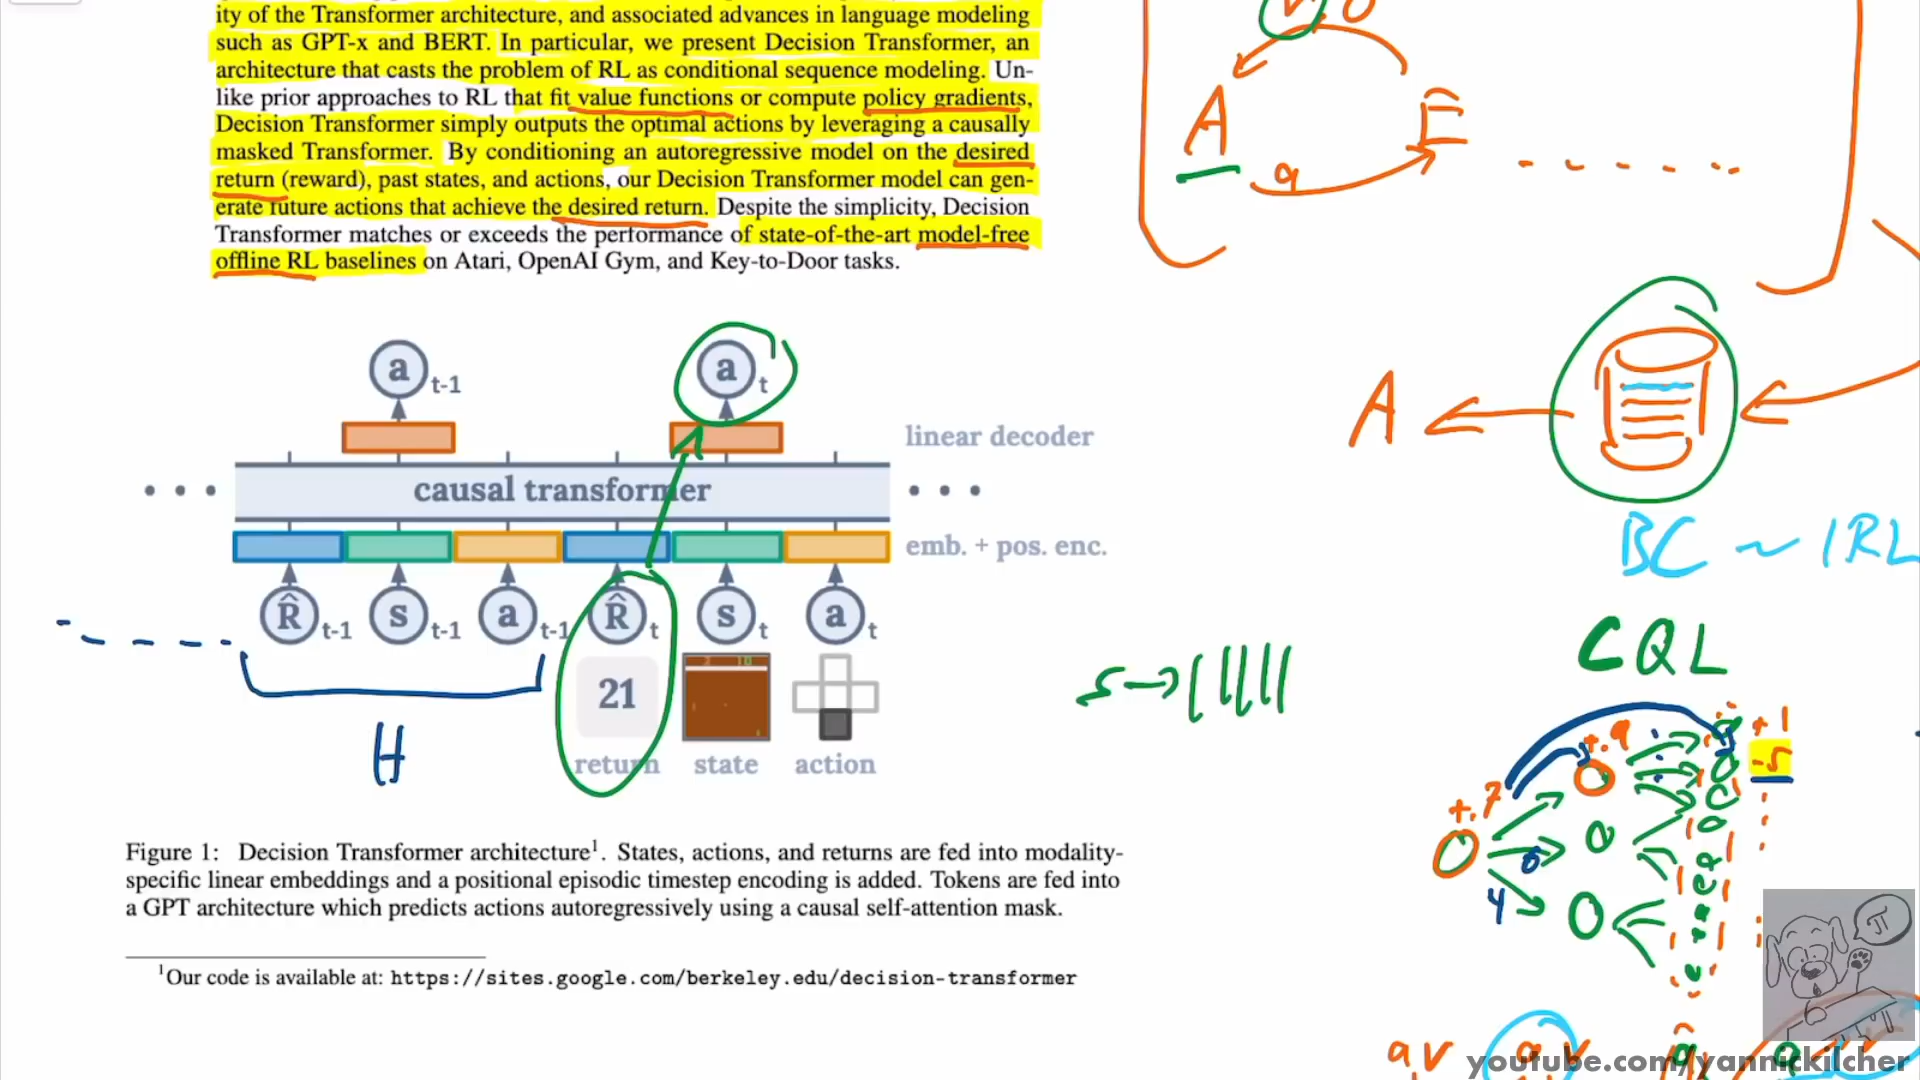 ity of the Transformer architecture, and associated advances in language modeling
such as GPT-x and BERT. In particular, we present Decision Transformer, an
architecture that casts the problem of RL as conditional sequence modeling. Un-
like prior approaches to RL that fit value functions or compute policy gradients,
Decision Transformer simply outputs the optimal actions by leveraging a causally
masked Transformer. By conditioning an autoregressive model on the desired
return (reward), past states, and actions, our Decision Transformer model can gen-
erate future actions that achieve the desired return. Despite the simplicity, Decision
Transformer matches or exceeds the performance of state-of-the-art model-free
offline RL baselines on Atari, OpenAI Gym, and Key-to-Door tasks.
a t-1
a t
linear decoder
causal transformer
emb. + pos. enc.
R̂ t-1 s t-1 a t-1 R̂ t s t a t
21
return state action
H
Figure 1: Decision Transformer architecture¹. States, actions, and returns are fed into modality-
specific linear embeddings and a positional episodic timestep encoding is added. Tokens are fed into
a GPT architecture which predicts actions autoregressively using a causal self-attention mask.
¹Our code is available at: https://sites.google.com/berkeley.edu/decision-transformer
A E
a
A
BC ~ IRL
s
CQL
+.7
+.9
+1
-5
4
π
youtube.com/yannickilcher